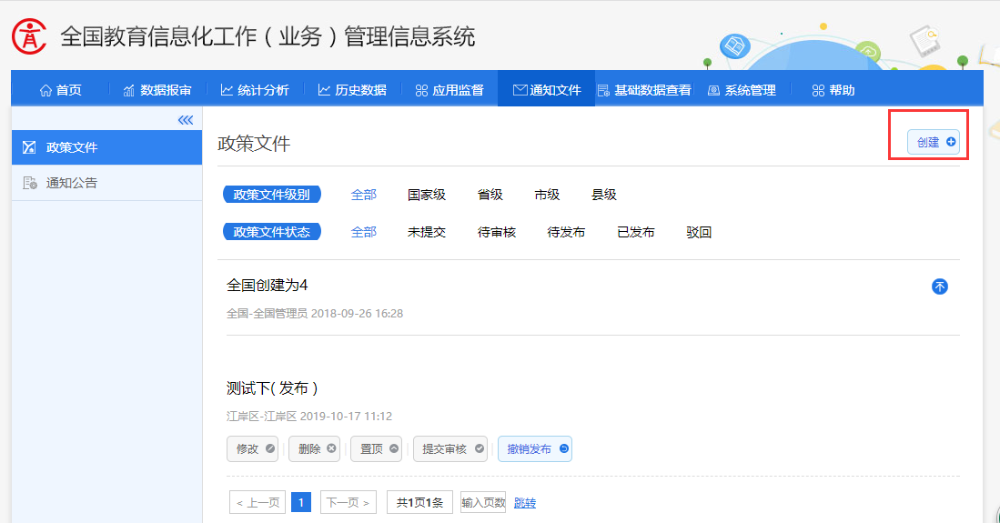 全国教育信息化工作（业务）管理信息系统
首页 数据报审 统计分析 历史数据 应用监督 通知文件 基础数据查看 系统管理 帮助
政策文件
通知公告
政策文件
创建
政策文件级别 全部 国家级 省级 市级 县级
政策文件状态 全部 未提交 待审核 待发布 已发布 驳回
全国创建为4
全国-全国管理员 2018-09-26 16:28
测试下( 发布 )
江岸区-江岸区 2019-10-17 11:12
修改 删除 置顶 提交审核 撤销发布
< 上一页 1 下一页 > 共1页1条 输入页数 跳转